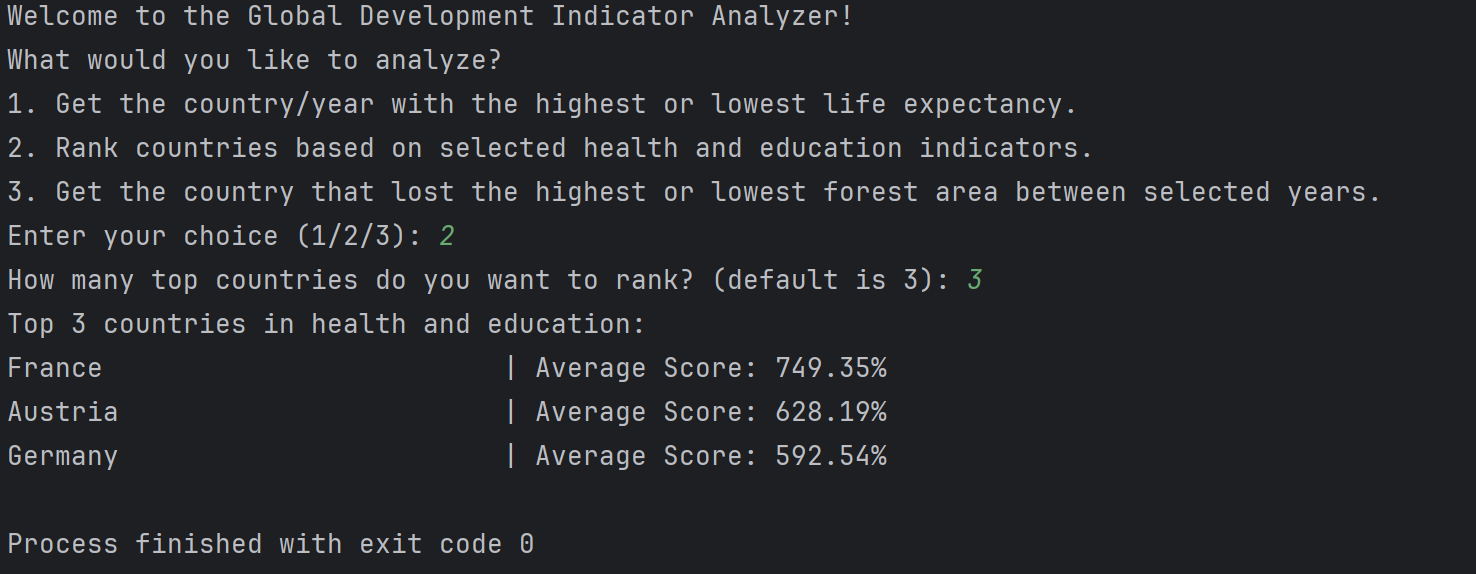 Welcome to the Global Development Indicator Analyzer!
What would you like to analyze?
1. Get the country/year with the highest or lowest life expectancy.
2. Rank countries based on selected health and education indicators.
3. Get the country that lost the highest or lowest forest area between selected years.
Enter your choice (1/2/3): 2
How many top countries do you want to rank? (default is 3): 3
Top 3 countries in health and education:
France                         | Average Score: 749.35%
Austria                        | Average Score: 628.19%
Germany                        | Average Score: 592.54%
Process finished with exit code 0